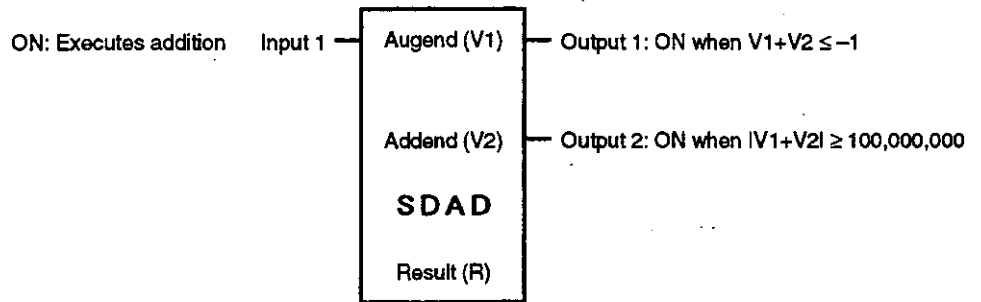 ON: Executes addition Input 1 Augend (V1) Output 1: ON when V1+V2 ≤ –1
Addend (V2) Output 2: ON when |V1+V2| ≥ 100,000,000
SDAD
Result (R)